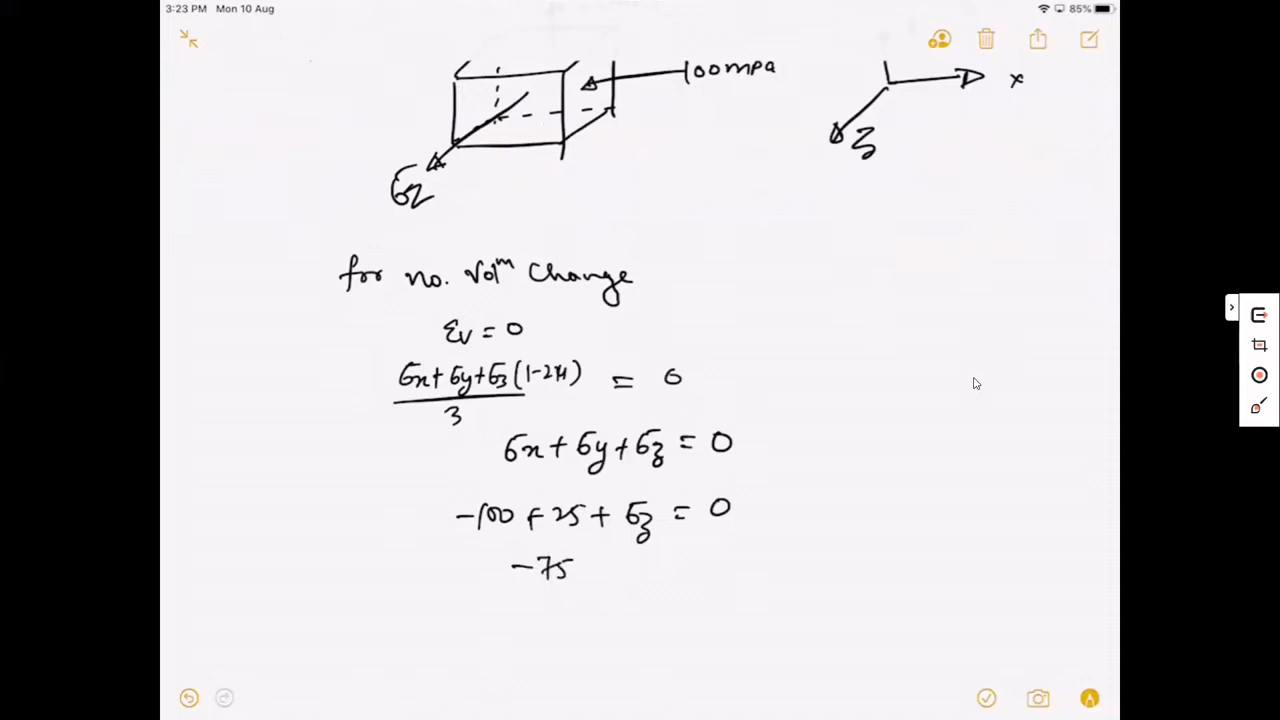 3:23 PM Mon 10 Aug
85%
100mpa
x
z
σz
for no. Volᵐ Change
εv = 0
σx + σy + σz (1-2μ) = 0
3
σx + σy + σz = 0
-100 + 25 + σz = 0
-75